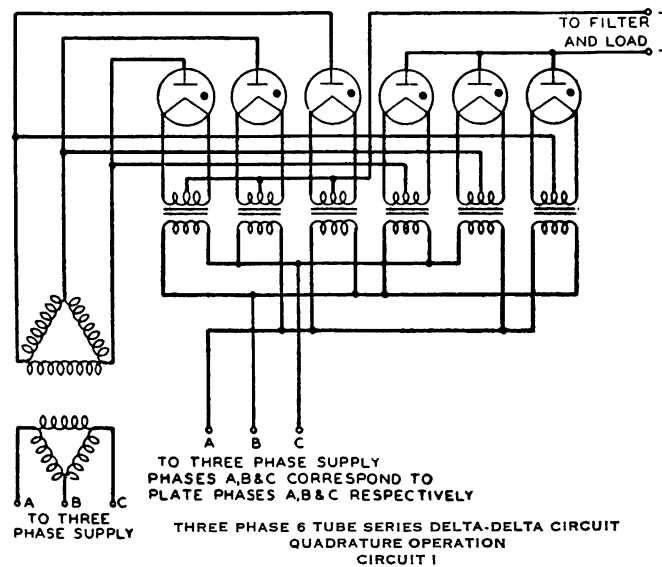 TO FILTER
AND LOAD
A B C
TO THREE PHASE SUPPLY
PHASES A,B&C CORRESPOND TO
PLATE PHASES A,B&C RESPECTIVELY
A B C
TO THREE
PHASE SUPPLY
THREE PHASE 6 TUBE SERIES DELTA-DELTA CIRCUIT
QUADRATURE OPERATION
CIRCUIT I